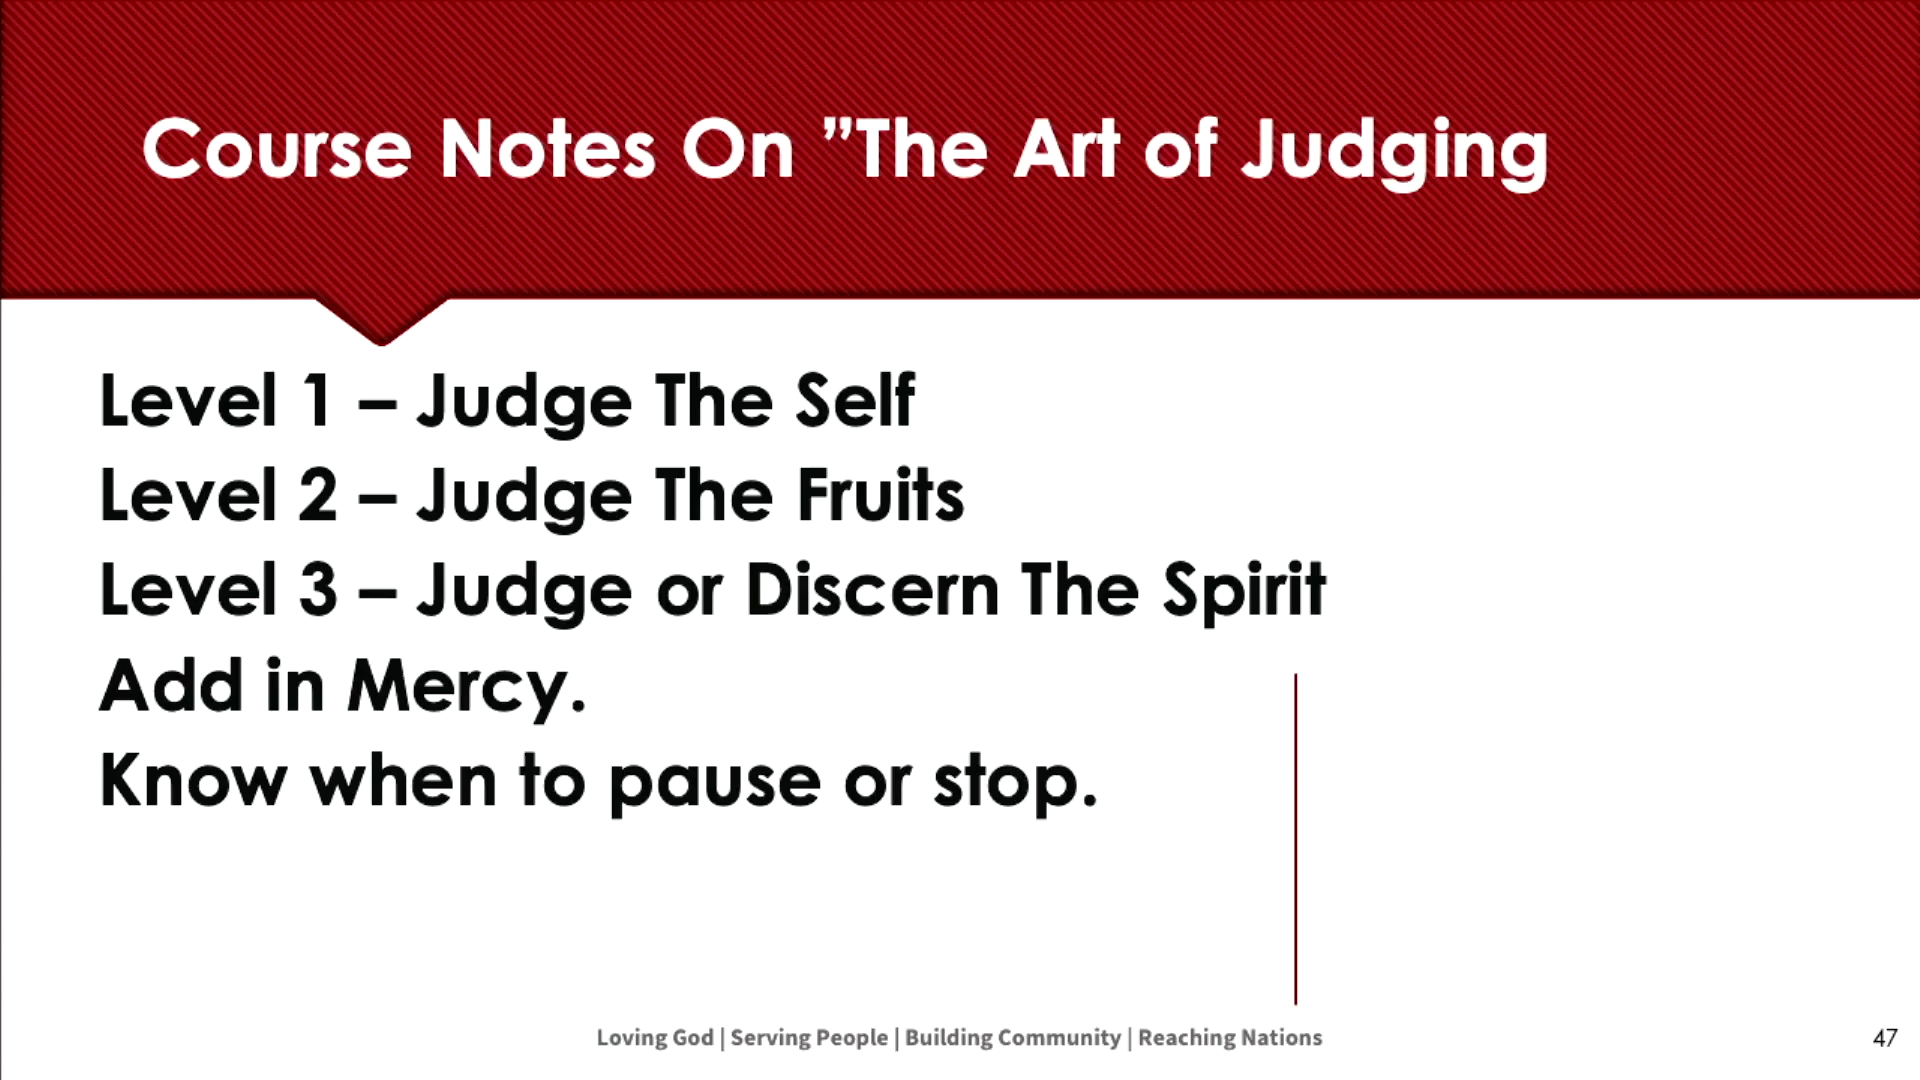 Course Notes On ”The Art of Judging
Level 1 – Judge The Self
Level 2 – Judge The Fruits
Level 3 – Judge or Discern The Spirit
Add in Mercy.
Know when to pause or stop.
Loving God | Serving People | Building Community | Reaching Nations
47